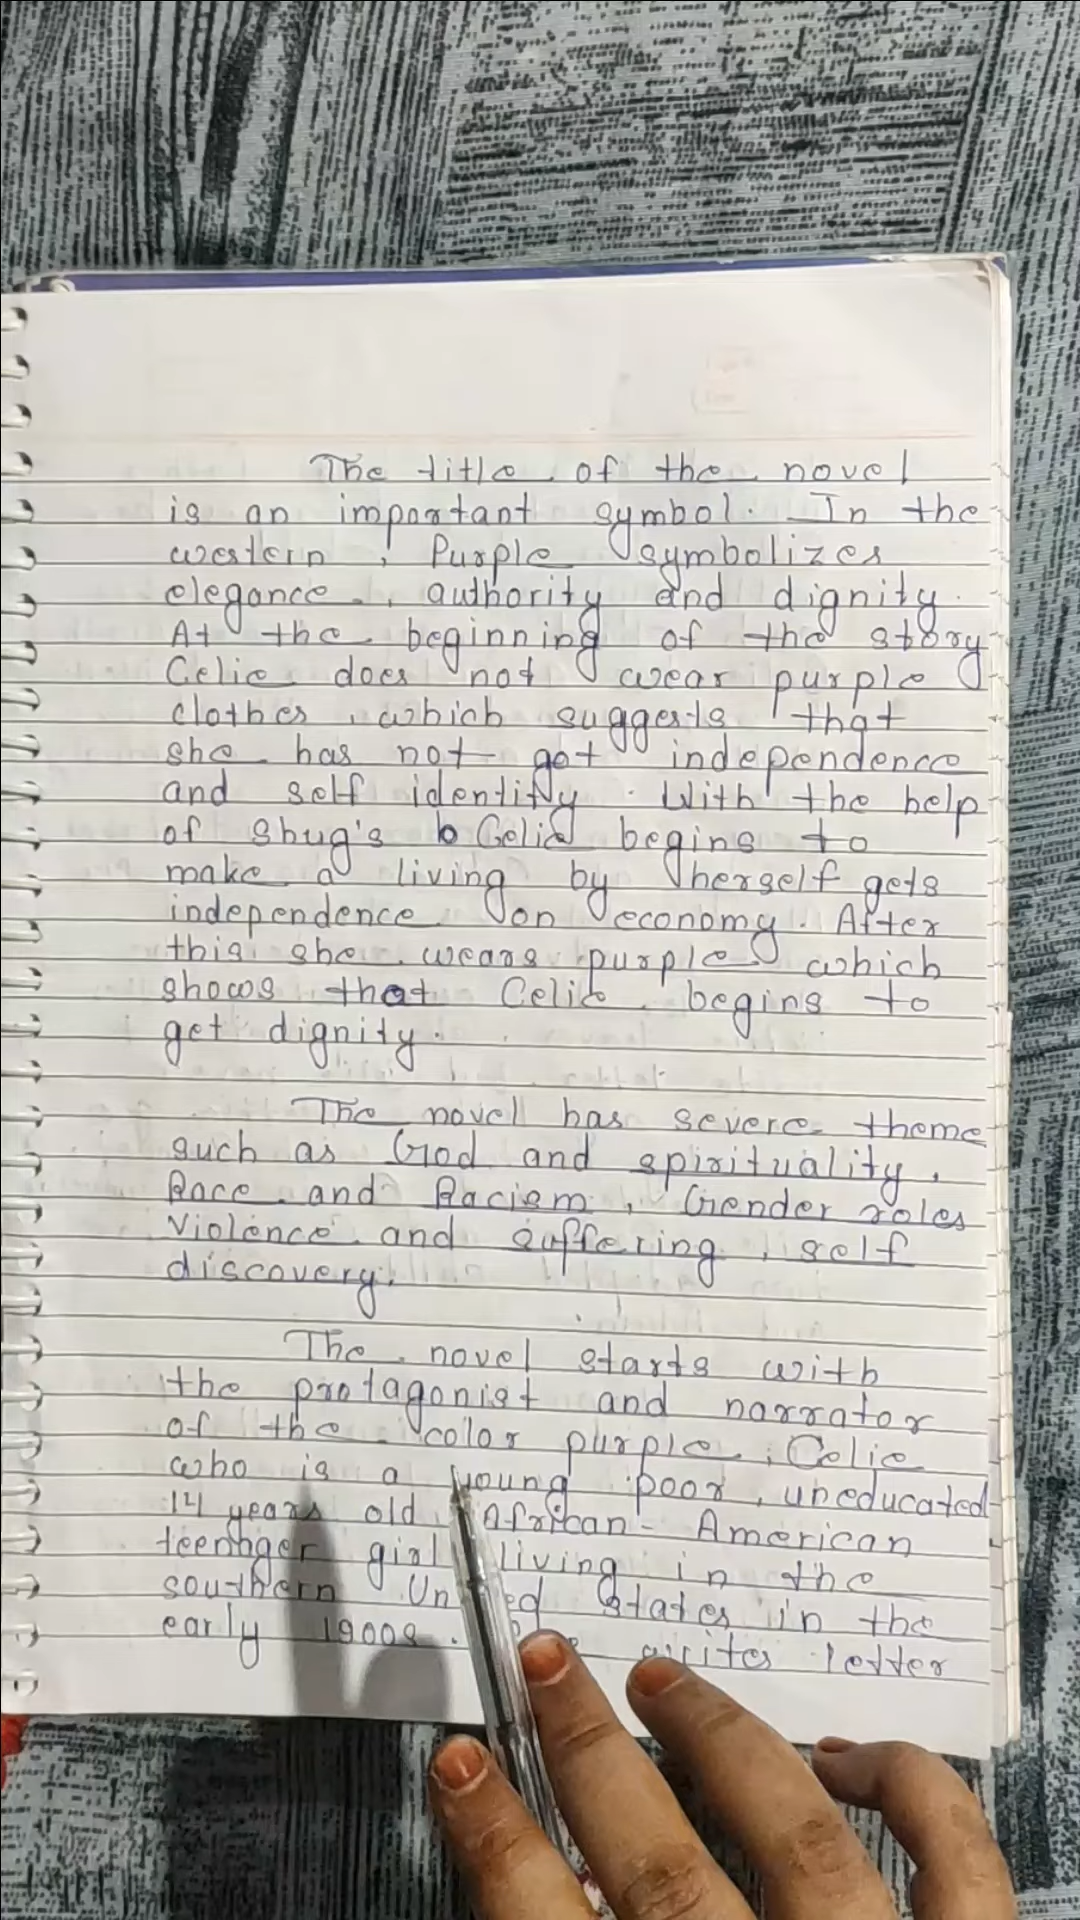 The title of the novel
is an important symbol. In the
western, Purple symbolizes
elegance, authority and dignity.
At the beginning of the story
Celie does not wear purple
clothes, which suggests that
she has not got independence
and self identity. With the help
of Shug's Celie begins to
make a living by herself gets
independence on economy. After
this she wears purple which
shows that Celie begins to
get dignity.
The novel has severe theme
such as God and spirituality,
Race and Racism, Gender roles
Violence and suffering, self
discovery.
The novel starts with
the protagonist and narrator
of the color purple, Celie
who is a young poor, uneducated
14 years old African-American
teenager girl living in the
southern United States in the
early 1900s. writes letter